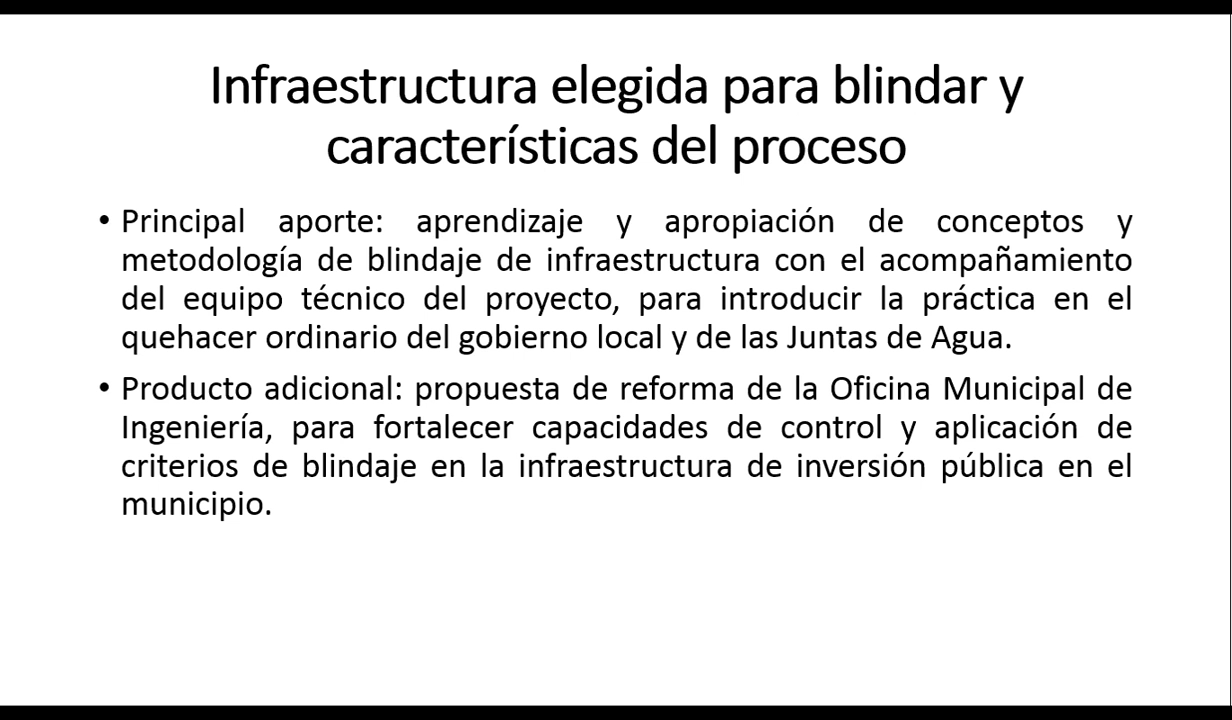 Infraestructura elegida para blindar y
características del proceso
• Principal aporte: aprendizaje y apropiación de conceptos y
metodología de blindaje de infraestructura con el acompañamiento
del equipo técnico del proyecto, para introducir la práctica en el
quehacer ordinario del gobierno local y de las Juntas de Agua.
• Producto adicional: propuesta de reforma de la Oficina Municipal de
Ingeniería, para fortalecer capacidades de control y aplicación de
criterios de blindaje en la infraestructura de inversión pública en el
municipio.